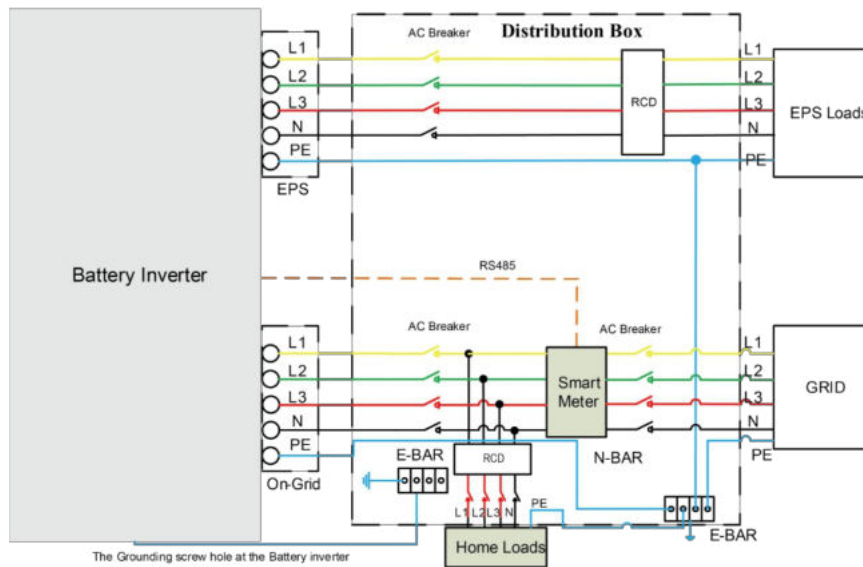 Distribution Box
AC Breaker
L1
L2
L3
N
PE
EPS
RCD
L1
L2
L3
N
PE
EPS Loads
Battery Inverter
RS485
AC Breaker
AC Breaker
L1
L2
L3
N
PE
On-Grid
Smart
Meter
L1
L2
L3
N
PE
GRID
E-BAR
RCD
N-BAR
L1 L2 L3 N
PE
E-BAR
Home Loads
The Grounding screw hole at the Battery inverter